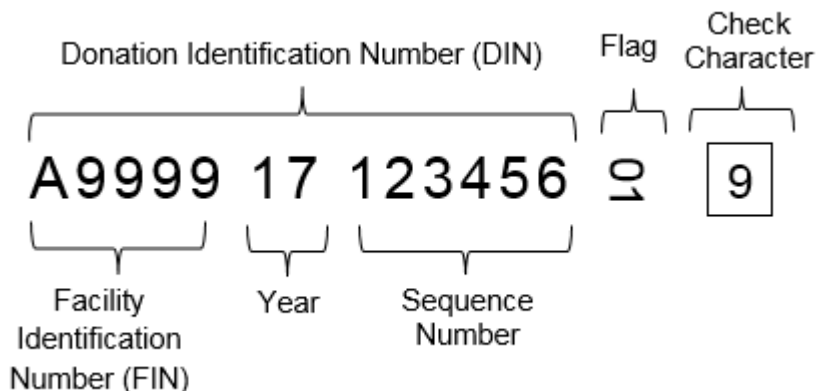 Donation Identification Number (DIN)
Flag
Check
Character
A9999 17 123456 01 9
Facility
Identification
Number (FIN)
Year
Sequence
Number